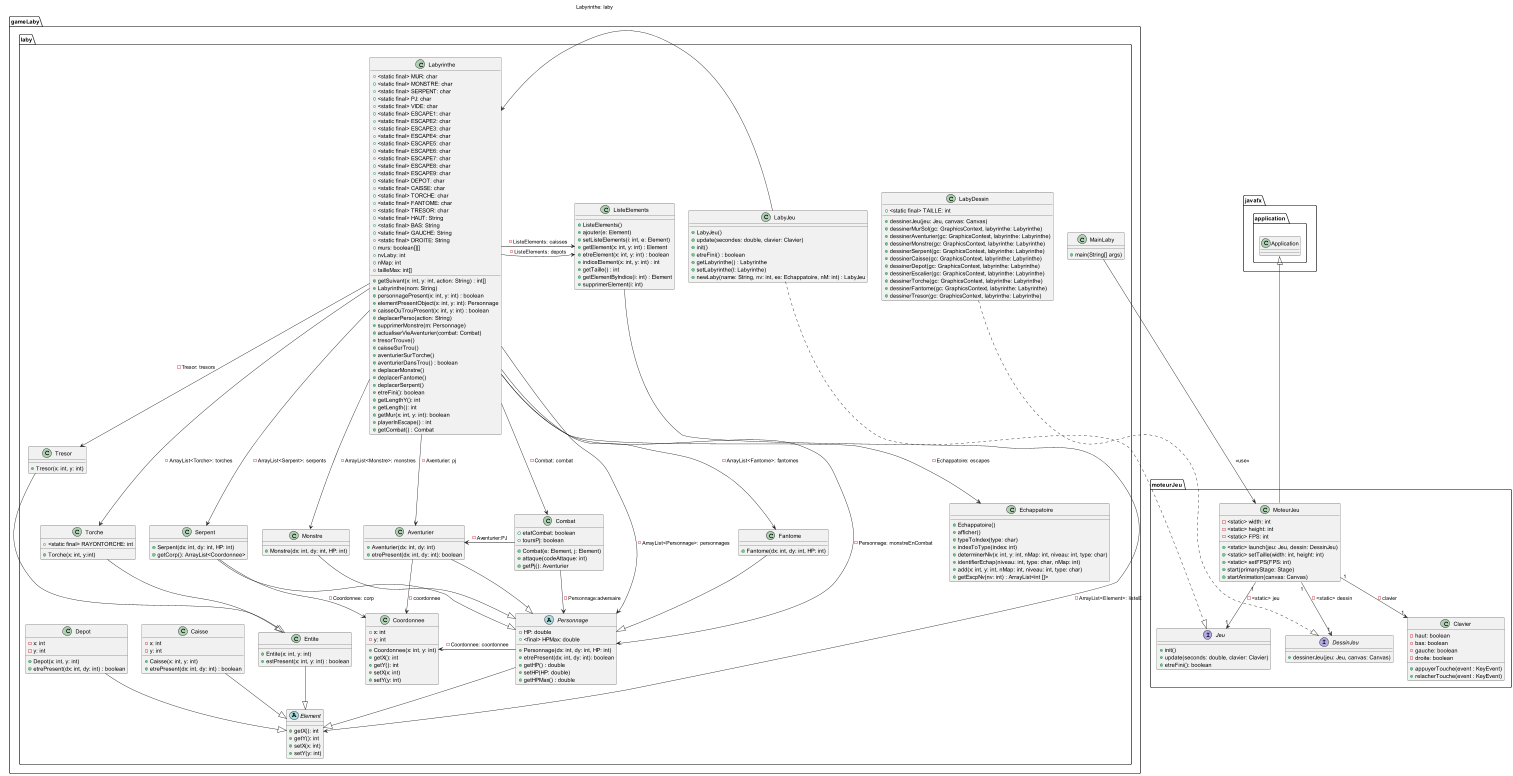 Labyrinthe: laby
gameLaby
laby
Labyrinthe
<static final> MUR: char
<static final> MONSTRE: char
<static final> SERPENT: char
<static final> PJ: char
<static final> VIDE: char
<static final> ESCAPE1: char
<static final> ESCAPE2: char
<static final> ESCAPE3: char
<static final> ESCAPE4: char
<static final> ESCAPE5: char
<static final> ESCAPE6: char
<static final> ESCAPE7: char
<static final> ESCAPE8: char
<static final> ESCAPE9: char
<static final> DEPOT: char
<static final> CAISSE: char
<static final> TORCHE: char
<static final> FANTOME: char
<static final> TRESOR: char
<static final> HAUT: String
<static final> BAS: String
<static final> GAUCHE: String
<static final> DROITE: String
murs: boolean[][]
nvLaby: int
nMap: int
tailleMax: int[]
getSuivant(x: int, y: int, action: String) : int[]
Labyrinthe(nom: String)
personnagePresent(x: int, y: int) : boolean
elementPresentObject(x: int, y: int): Personnage
caisseOuTrouPresent(x: int, y: int) : boolean
deplacerPerso(action: String)
supprimerMonstre(m: Personnage)
actualiserVieAventurier(combat: Combat)
tresorTrouve()
caisseSurTrou()
aventurierSurTorche()
aventurierDansTrou() : boolean
deplacerMonstre()
deplacerFantome()
deplacerSerpent()
etreFini(): boolean
getLengthY(): int
getLength(): int
getMur(x: int, y: int): boolean
playerInEscape() : int
getCombat() : Combat
ListeElements: caisses
ListeElements: depots
ListeElements
ListeElements()
ajouter(e: Element)
setListeElements(i: int, e: Element)
getElement(x: int, y: int) : Element
etreElement(x: int, y: int) : boolean
indiceElement(x: int, y: int) : int
getTaille() : int
getElementByIndice(i: int) : Element
supprimerElement(i: int)
LabyJeu
LabyJeu()
update(secondes: double, clavier: Clavier)
init()
etreFini() : boolean
getLabyrinthe() : Labyrinthe
setLabyrinthe(l: Labyrinthe)
newLaby(name: String, nv: int, ex: Echappatoire, nM: int) : LabyJeu
LabyDessin
<static final> TAILLE: int
dessinerJeu(jeu: Jeu, canvas: Canvas)
dessinerMurSol(gc: GraphicsContext, labyrinthe: Labyrinthe)
dessinerAventurier(gc: GraphicsContext, labyrinthe: Labyrinthe)
dessinerMonstre(gc: GraphicsContext, labyrinthe: Labyrinthe)
dessinerSerpent(gc: GraphicsContext, labyrinthe: Labyrinthe)
dessinerCaisse(gc: GraphicsContext, labyrinthe: Labyrinthe)
dessinerDepot(gc: GraphicsContext, labyrinthe: Labyrinthe)
dessinerEscalier(gc: GraphicsContext, labyrinthe: Labyrinthe)
dessinerTorche(gc: GraphicsContext, labyrinthe: Labyrinthe)
dessinerFantome(gc: GraphicsContext, labyrinthe: Labyrinthe)
dessinerTresor(gc: GraphicsContext, labyrinthe: Labyrinthe)
MainLaby
main(String[] args)
javafx
application
Application
Tresor: tresors
Tresor
Tresor(x: int, y: int)
ArrayList<Torche>: torches
ArrayList<Serpent>: serpents
ArrayList<Monstre>: monstres
Aventurier: pj
Combat: combat
ArrayList<Personnage>: personnages
ArrayList<Fantome>: fantomes
Personnage: monstreEnCombat
Echappatoire: escapes
ArrayList<Element>: listeE
«use»
Torche
<static final> RAYONTORCHE: int
Torche(x: int, y:int)
Serpent
Serpent(dx: int, dy: int, HP: int)
getCorp(): ArrayList<Coordonnee>
Monstre
Monstre(dx: int, dy: int, HP: int)
Aventurier
Aventurier(dx: int, dy: int)
etrePresent(dx: int, dy: int): boolean
Aventurier:PJ
Combat
etatCombat: boolean
toursPj: boolean
Combat(e: Element, j: Element)
attaque(codeAttaque: int)
getPj(): Aventurier
Fantome
Fantome(dx: int, dy: int, HP: int)
Echappatoire
Echappatoire()
afficher()
typeToIndex(type: char)
indexToType(index: int)
determinerNv(x: int, y: int, nMap: int, niveau: int, type: char)
identifierEchap(niveau: int, type: char, nMap: int)
add(x: int, y: int, nMap: int, niveau: int, type: char)
getEscpNv(nv: int) : ArrayList<int []>
Coordonnee: corp
coordonnees
Personnage:adversaire
Depot
x: int
y: int
Depot(x: int, y: int)
etrePresent(dx: int, dy: int) : boolean
Caisse
x: int
y: int
Caisse(x: int, y: int)
etrePresent(dx: int, dy: int) : boolean
Entite
Entite(x: int, y: int)
estPresent(x: int, y: int) : boolean
Coordonnee
x: int
y: int
Coordonnee(x: int, y: int)
getX() : int
getY(): int
setX(x: int)
setY(y: int)
Coordonnee: coordonnee
Personnage
HP: double
<final> HPMax: double
Personnage(dx: int, dy: int, HP: int)
etrePresent(dx: int, dy: int): boolean
getHP() : double
setHP(HP: double)
getHPMax() : double
Element
getX(): int
getY(): int
setX(x: int)
setY(y: int)
moteurJeu
MoteurJeu
<static> width: int
<static> height: int
<static> FPS: int
<static> launch(jeu: Jeu, dessin: DessinJeu)
<static> setTaille(width: int, height: int)
<static> setFPS(FPS: int)
start(primaryStage: Stage)
startAnimation(canvas: Canvas)
1
1
1
<static> jeu
<static> dessin
clavier
1
1
1
Jeu
init()
update(seconds: double, clavier: Clavier)
etreFini(): boolean
DessinJeu
dessinerJeu(jeu: Jeu, canvas: Canvas)
Clavier
haut: boolean
bas: boolean
gauche: boolean
droite: boolean
appuyerTouche(event : KeyEvent)
relacherTouche(event : KeyEvent)